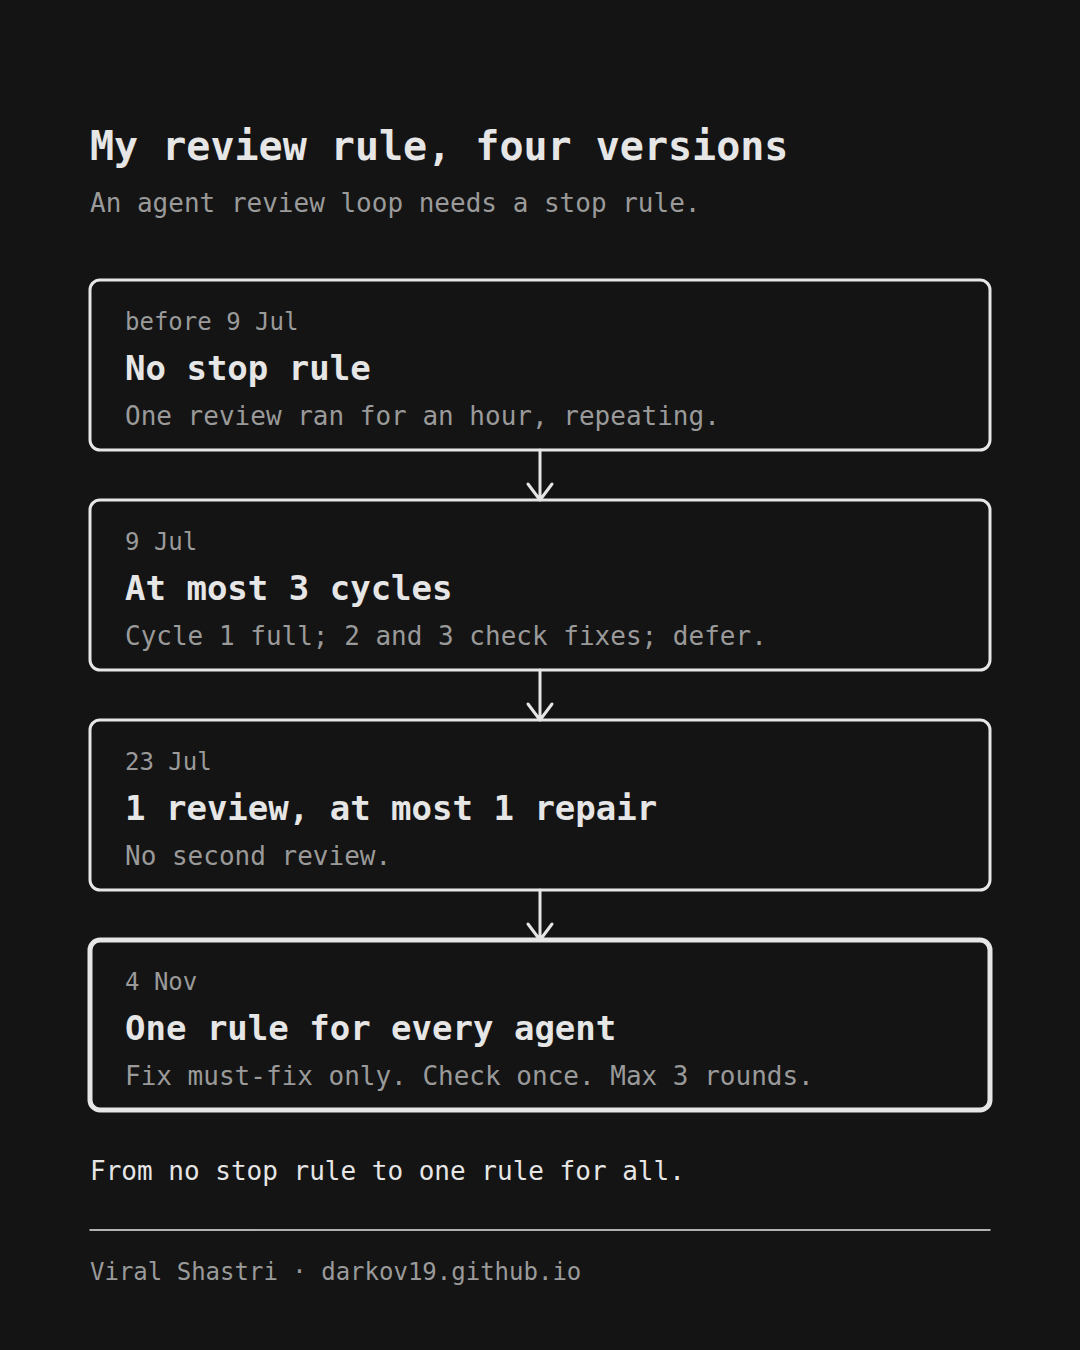 My review rule, four versions
An agent review loop needs a stop rule.
before 9 Jul
No stop rule
One review ran for an hour, repeating.
9 Jul
At most 3 cycles
Cycle 1 full; 2 and 3 check fixes; defer.
23 Jul
1 review, at most 1 repair
No second review.
4 Nov
One rule for every agent
Fix must-fix only. Check once. Max 3 rounds.
From no stop rule to one rule for all.
Viral Shastri · darkov19.github.io